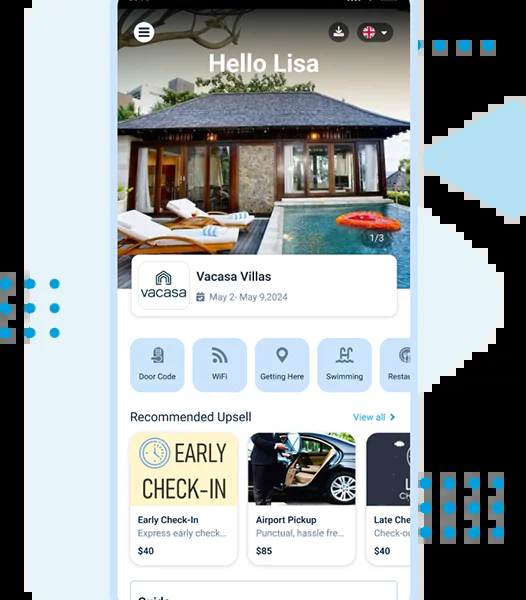 Hello Lisa
1/3
vacasa
Vacasa Villas
May 2- May 9,2024
Door Code
WiFi
Getting Here
Swimming
Restau
Recommended Upsell
View all
EARLY
CHECK-IN
Early Check-In
Express early check...
$40
Airport Pickup
Punctual, hassle fre...
$85
L
CH
Late Che
Check-ou
$40